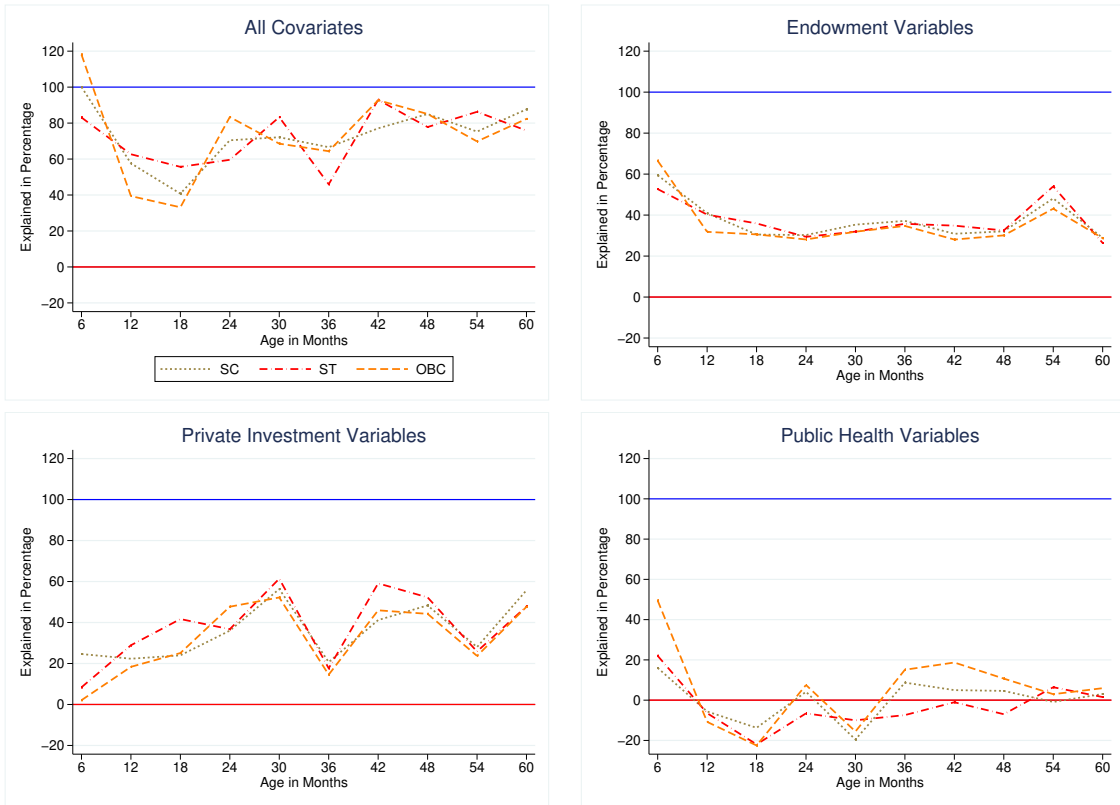 All Covariates
120
100
80
60
40
20
0
−20
Explained in Percentage
6 12 18 24 30 36 42 48 54 60
Age in Months
SC ST OBC
Endowment Variables
120
100
80
60
40
20
0
−20
Explained in Percentage
6 12 18 24 30 36 42 48 54 60
Age in Months
Private Investment Variables
120
100
80
60
40
20
0
−20
Explained in Percentage
6 12 18 24 30 36 42 48 54 60
Age in Months
Public Health Variables
120
100
80
60
40
20
0
−20
Explained in Percentage
6 12 18 24 30 36 42 48 54 60
Age in Months